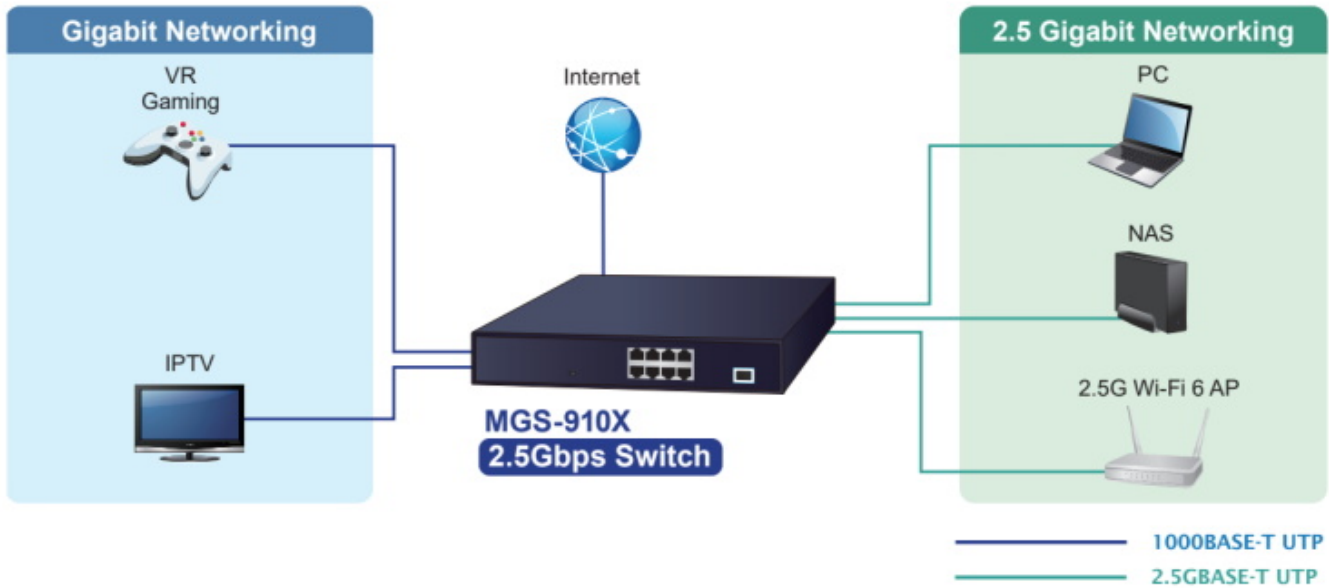 Gigabit Networking
VR
Gaming
IPTV
Internet
MGS-910X
2.5Gbps Switch
2.5 Gigabit Networking
PC
NAS
2.5G Wi-Fi 6 AP
1000BASE-T UTP
2.5GBASE-T UTP